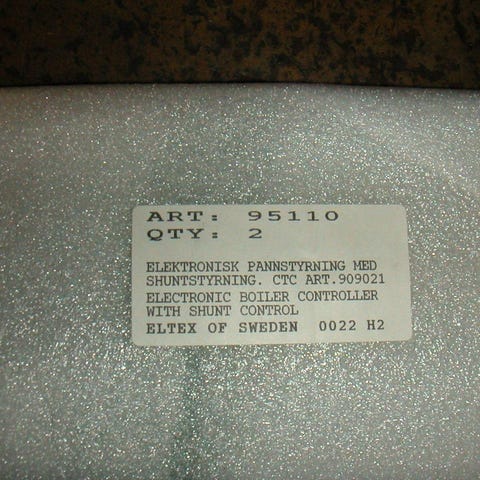 ART: 95110
QTY: 2
ELEKTRONISK PANNSTYRNING MED
SHUNTSTYRNING. CTC ART.909021
ELECTRONIC BOILER CONTROLLER
WITH SHUNT CONTROL
ELTEX OF SWEDEN 0022 H2